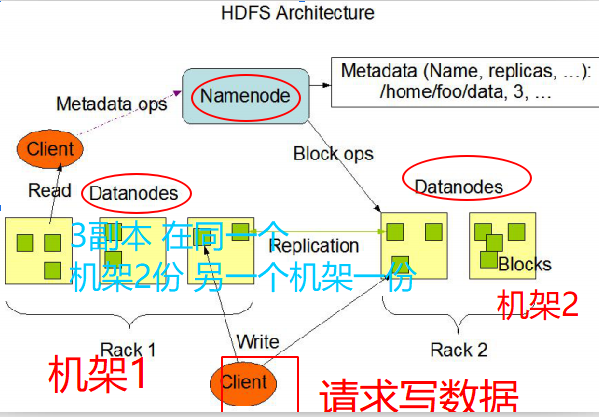 HDFS Architecture
Metadata (Name, replicas, ...):
/home/foo/data, 3, ...
Namenode
Metadata ops
Client
Block ops
Read
Datanodes
Datanodes
3副本 在同一个
机架2份 另一个机架一份
Replication
Blocks
机架2
Rack 1
Write
Rack 2
机架1
Client
请求写数据